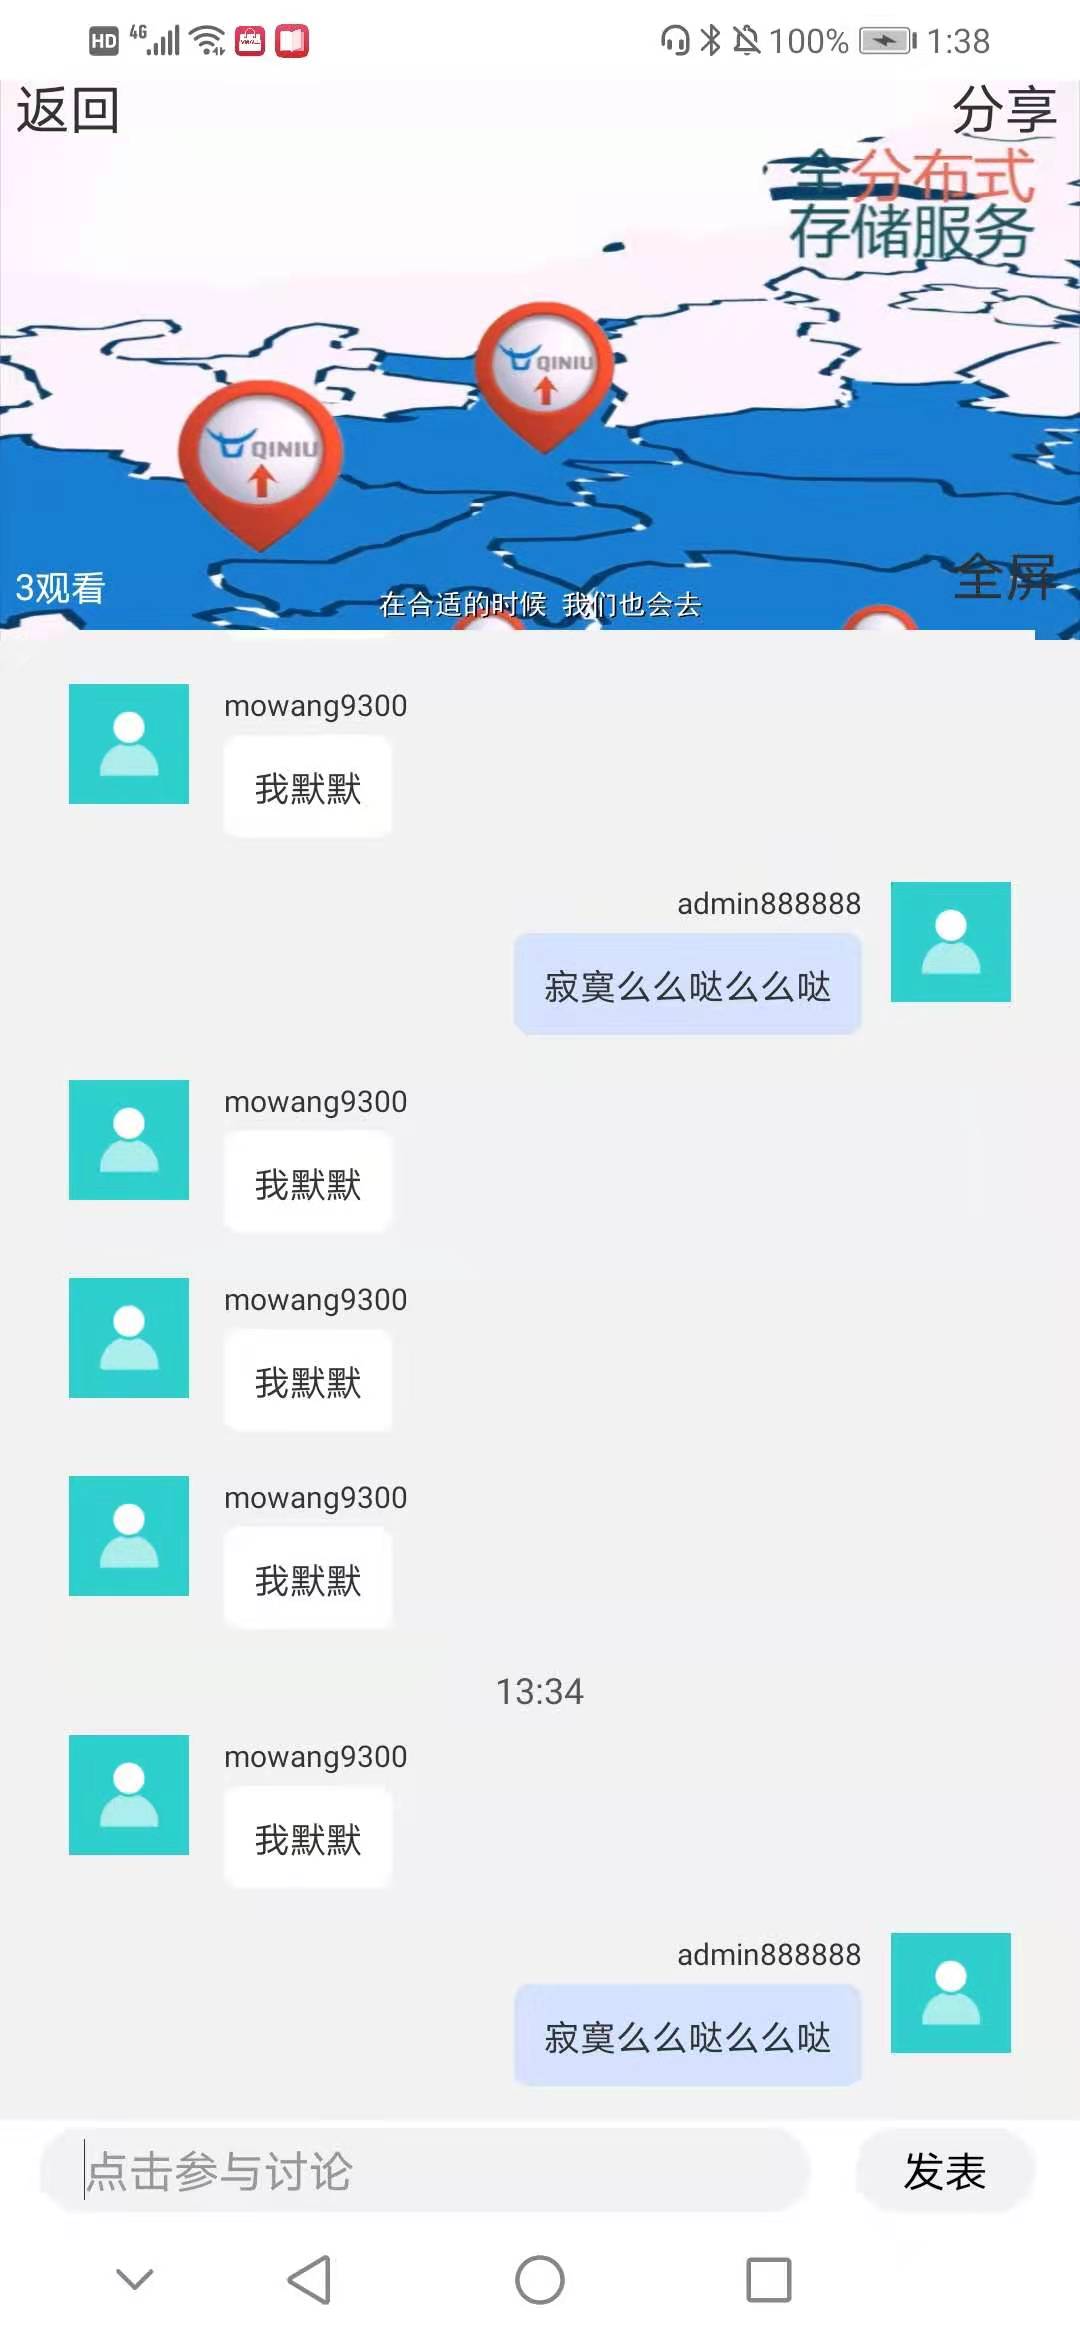 HD 4G 100% 1:38
返回
分享
全分布式
存储服务
QINIU
QINIU
3观看
全屏
在合适的时候 我们也会去
mowang9300
我默默
admin888888
寂寞么么哒么么哒
mowang9300
我默默
mowang9300
我默默
mowang9300
我默默
13:34
mowang9300
我默默
admin888888
寂寞么么哒么么哒
点击参与讨论
发表